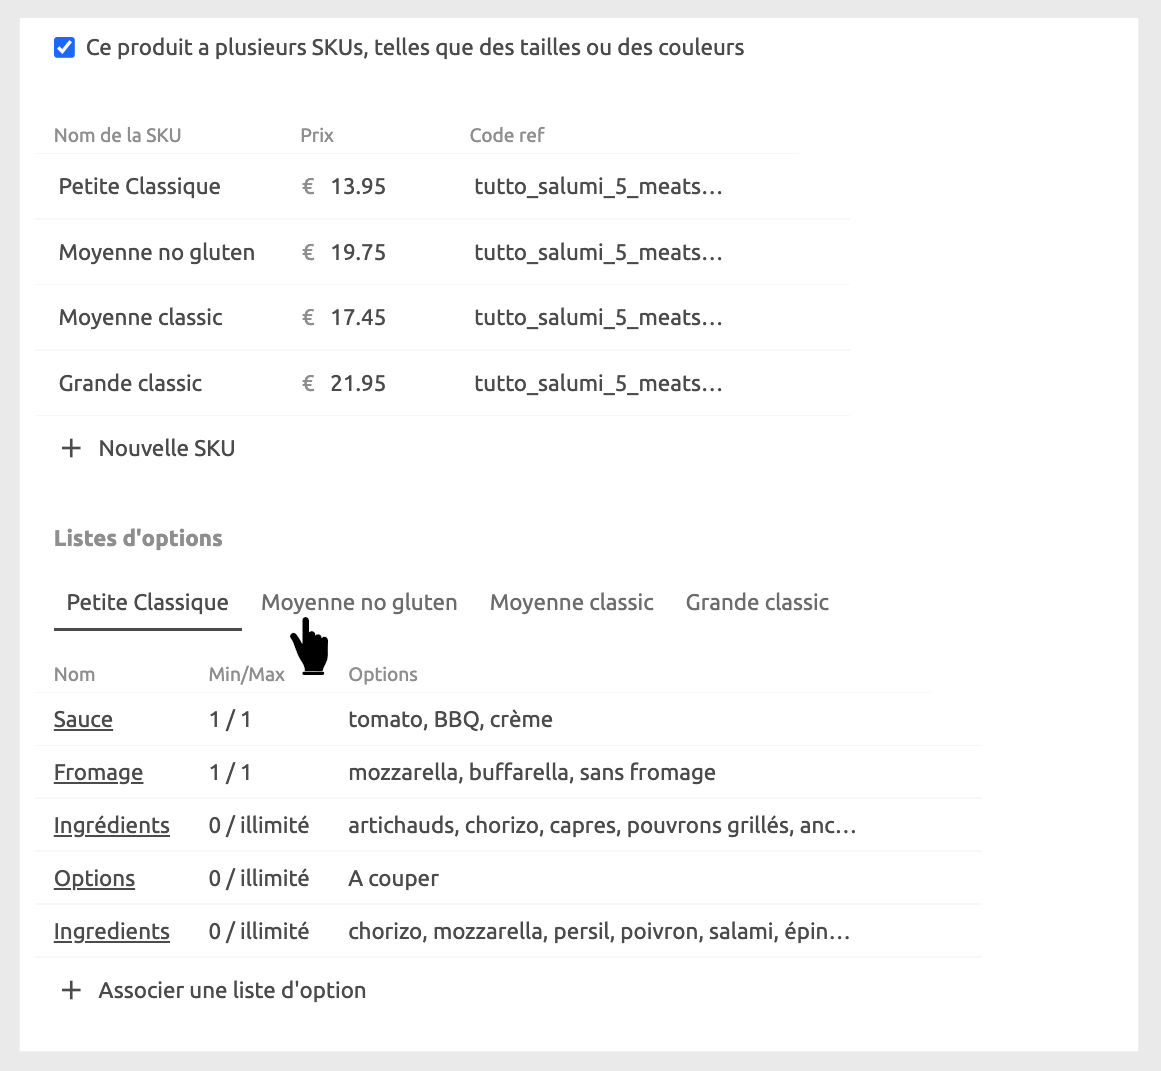 Ce produit a plusieurs SKUs, telles que des tailles ou des couleurs
Nom de la SKU Prix Code ref
Petite Classique € 13.95 tutto_salumi_5_meats...
Moyenne no gluten € 19.75 tutto_salumi_5_meats...
Moyenne classic € 17.45 tutto_salumi_5_meats...
Grande classic € 21.95 tutto_salumi_5_meats...
+ Nouvelle SKU
Listes d'options
Petite Classique Moyenne no gluten Moyenne classic Grande classic
Nom Min/Max Options
Sauce 1 / 1 tomato, BBQ, crème
Fromage 1 / 1 mozzarella, buffarella, sans fromage
Ingrédients 0 / illimité artichauds, chorizo, capres, pouvrons grillés, anc...
Options 0 / illimité A couper
Ingredients 0 / illimité chorizo, mozzarella, persil, poivron, salami, épin...
+ Associer une liste d'option